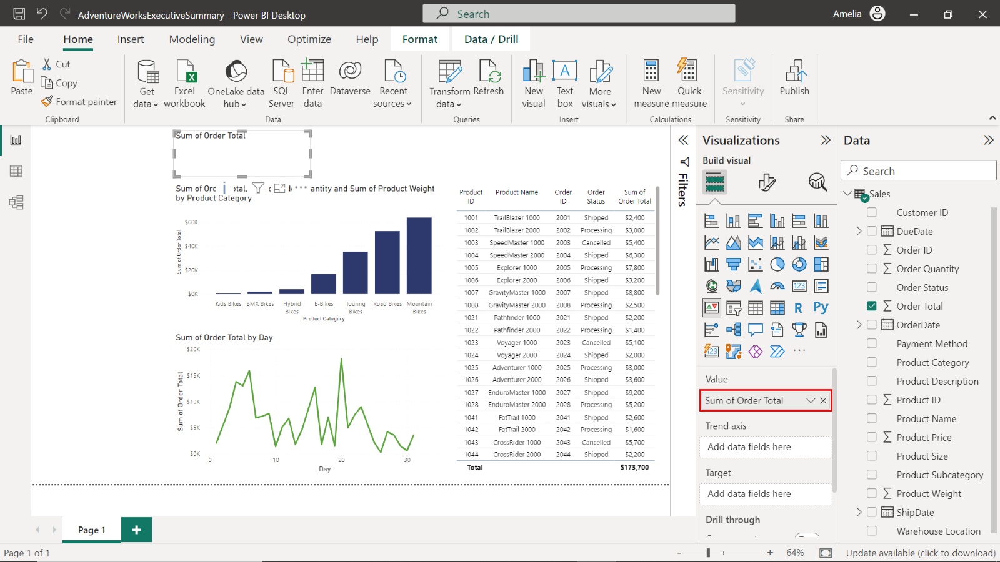 AdventureWorksExecutiveSummary - Power BI Desktop
Search
Amelia
File
Home
Insert
Modeling
View
Optimize
Help
Format
Data / Drill
Paste
Cut
Copy
Format painter
Clipboard
Get
data
Excel
workbook
OneLake data
hub
SQL
Server
Enter
data
Dataverse
Recent
sources
Data
Transform
data
Refresh
Queries
New
visual
Text
box
More
visuals
Insert
New
measure
Quick
measure
Calculations
Sensitivity
Sensitivity
Publish
Share
Sum of Order Total
antity and Sum of Product Weight
by Product Category
Sum of Order Total
$60K
$40K
$20K
$0K
Kids Bikes
BMX Bikes
Hybrid
Bikes
E-Bikes
Touring
Bikes
Road Bikes
Mountain
Bikes
Product Category
Sum of Order Total by Day
Sum of Order Total
$20K
$15K
$10K
$5K
$0K
0
10
20
30
Day
Product
ID
Product Name
Order
ID
Order
Status
Sum of
Order Total
1001 TrailBlazer 1000 2001 Shipped $2,400
1002 TrailBlazer 2000 2002 Processing $3,000
1003 SpeedMaster 1000 2003 Cancelled $5,400
1004 SpeedMaster 2000 2004 Shipped $6,300
1005 Explorer 1000 2005 Processing $7,800
1006 Explorer 2000 2006 Shipped $3,200
1007 GravityMaster 1000 2007 Shipped $8,800
1008 GravityMaster 2000 2008 Processing $2,500
1021 Pathfinder 1000 2021 Shipped $2,200
1022 Pathfinder 2000 2022 Processing $1,400
1023 Voyager 1000 2023 Cancelled $5,100
1024 Voyager 2000 2024 Shipped $2,000
1025 Adventurer 1000 2025 Processing $3,000
1026 Adventurer 2000 2026 Shipped $3,600
1027 EnduroMaster 1000 2027 Shipped $9,200
1028 EnduroMaster 2000 2028 Processing $5,200
1041 FatTrail 1000 2041 Shipped $2,600
1042 FatTrail 2000 2042 Processing $1,600
1043 CrossRider 1000 2043 Cancelled $5,700
1044 CrossRider 2000 2044 Shipped $2,200
Total $173,700
Filters
Visualizations
Build visual
R
Py
123
123
Value
Sum of Order Total
Trend axis
Add data fields here
Target
Add data fields here
Drill through
Data
Search
Sales
Customer ID
DueDate
Order ID
Order Quantity
Order Status
Order Total
OrderDate
Payment Method
Product Category
Product Description
Product ID
Product Name
Product Price
Product Size
Product Subcategory
Product Weight
ShipDate
Warehouse Location
Page 1
Page 1 of 1
64%
Update available (click to download)